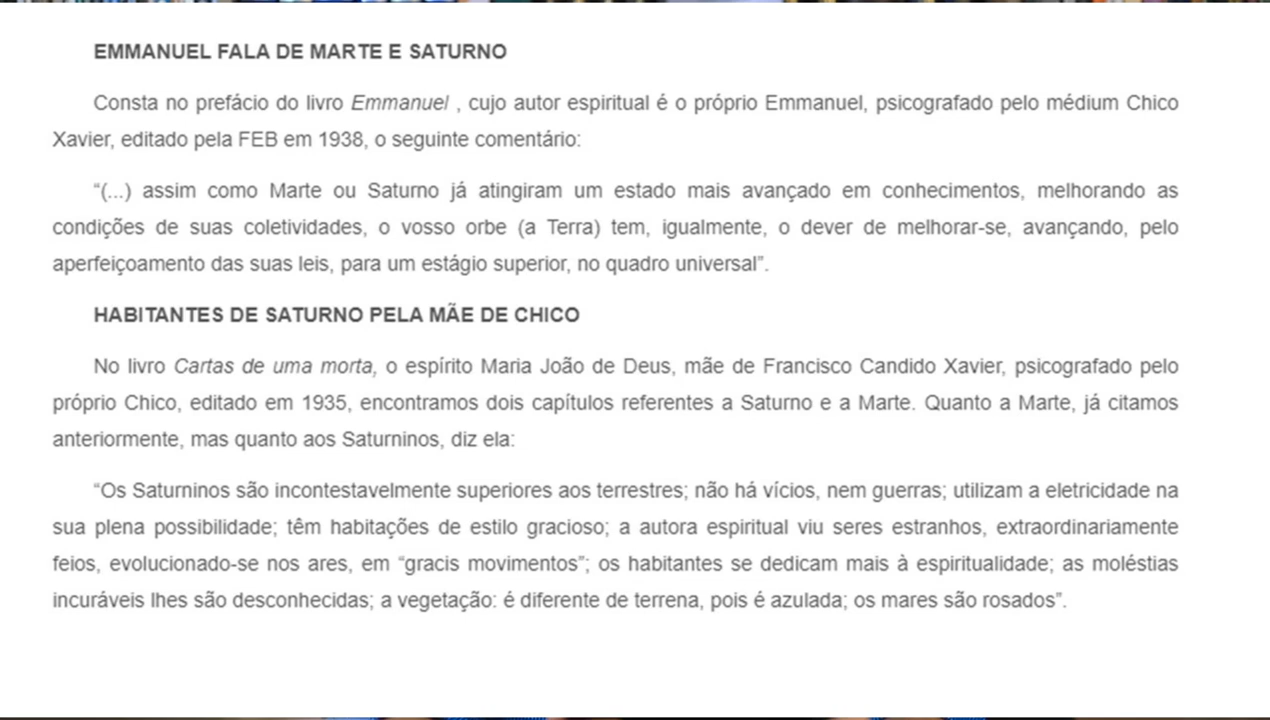 EMMANUEL FALA DE MARTE E SATURNO
Consta no prefácio do livro Emmanuel , cujo autor espiritual é o próprio Emmanuel, psicografado pelo médium Chico
Xavier, editado pela FEB em 1938, o seguinte comentário:
“(...) assim como Marte ou Saturno já atingiram um estado mais avançado em conhecimentos, melhorando as
condições de suas coletividades, o vosso orbe (a Terra) tem, igualmente, o dever de melhorar-se, avançando, pelo
aperfeiçoamento das suas leis, para um estágio superior, no quadro universal”.
HABITANTES DE SATURNO PELA MÃE DE CHICO
No livro Cartas de uma morta, o espírito Maria João de Deus, mãe de Francisco Candido Xavier, psicografado pelo
próprio Chico, editado em 1935, encontramos dois capítulos referentes a Saturno e a Marte. Quanto a Marte, já citamos
anteriormente, mas quanto aos Saturninos, diz ela:
“Os Saturninos são incontestavelmente superiores aos terrestres; não há vícios, nem guerras; utilizam a eletricidade na
sua plena possibilidade; têm habitações de estilo gracioso; a autora espiritual viu seres estranhos, extraordinariamente
feios, evolucionado-se nos ares, em “gracis movimentos”; os habitantes se dedicam mais à espiritualidade; as moléstias
incuráveis lhes são desconhecidas; a vegetação: é diferente de terrena, pois é azulada; os mares são rosados”.